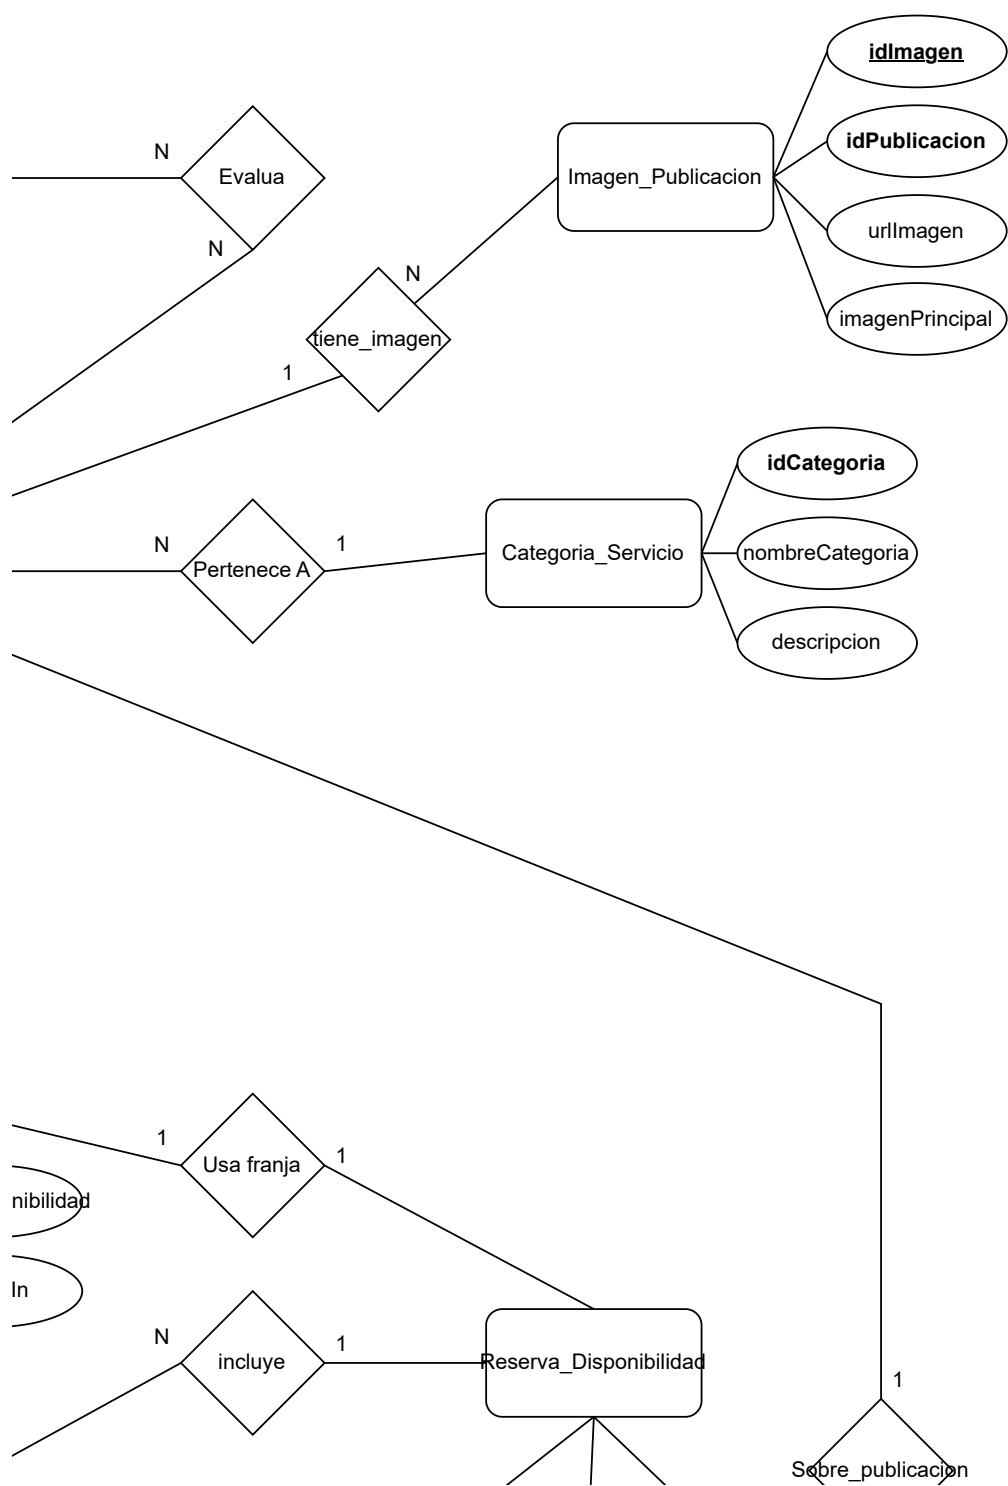 idImagen
idPublicacion
urlImagen
imagenPrincipal
Imagen_Publicacion
N
Evalua
N
N
tiene_imagen
1
idCategoria
nombreCategoria
descripcion
Categoria_Servicio
N
Pertenece A
1
1
Usa franja
1
nibilidad
In
N
incluye
1
Reserva_Disponibilidad
1
Sobre_publicacion